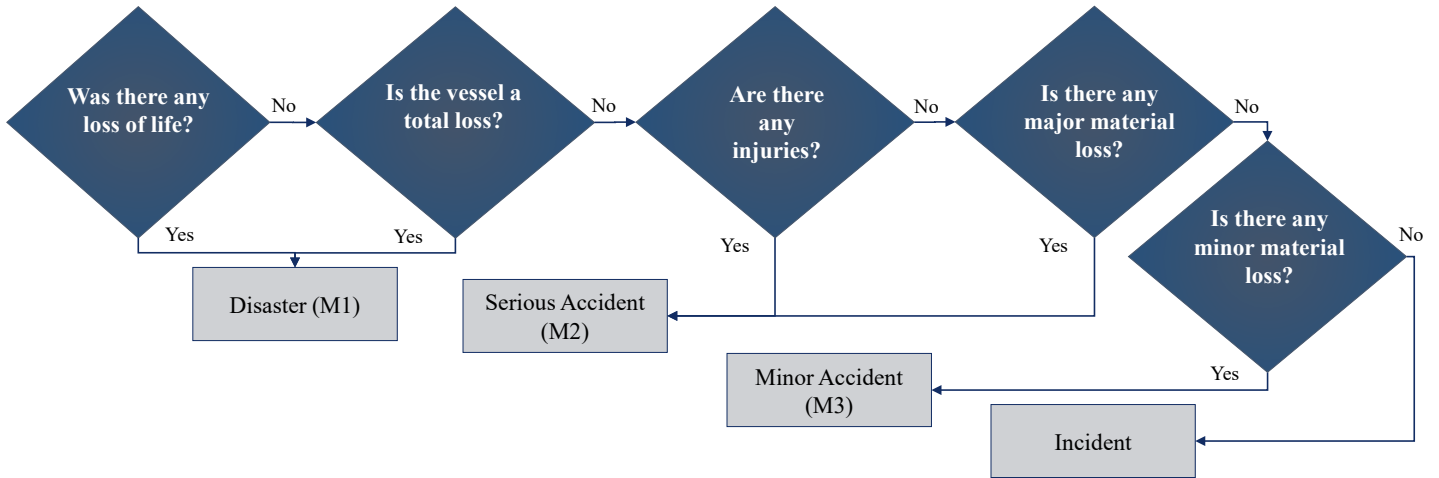 Was there any
loss of life?
No
Is the vessel a
total loss?
No
Are there
any
injuries?
No
Is there any
major material
loss?
No
Is there any
minor material
loss?
No
Yes
Yes
Yes
Yes
Disaster (M1)
Serious Accident
(M2)
Yes
Minor Accident
(M3)
Incident